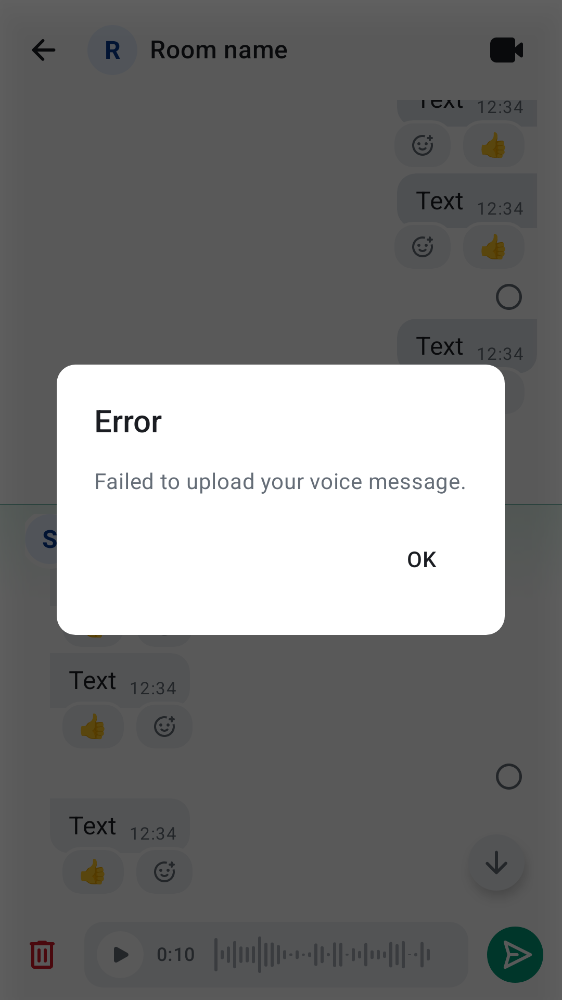 R Room name
Text 12:34
👍
Text 12:34
👍
Text 12:34
Error
Failed to upload your voice message.
OK
S
👍
Text 12:34
👍
Text 12:34
👍
0:10